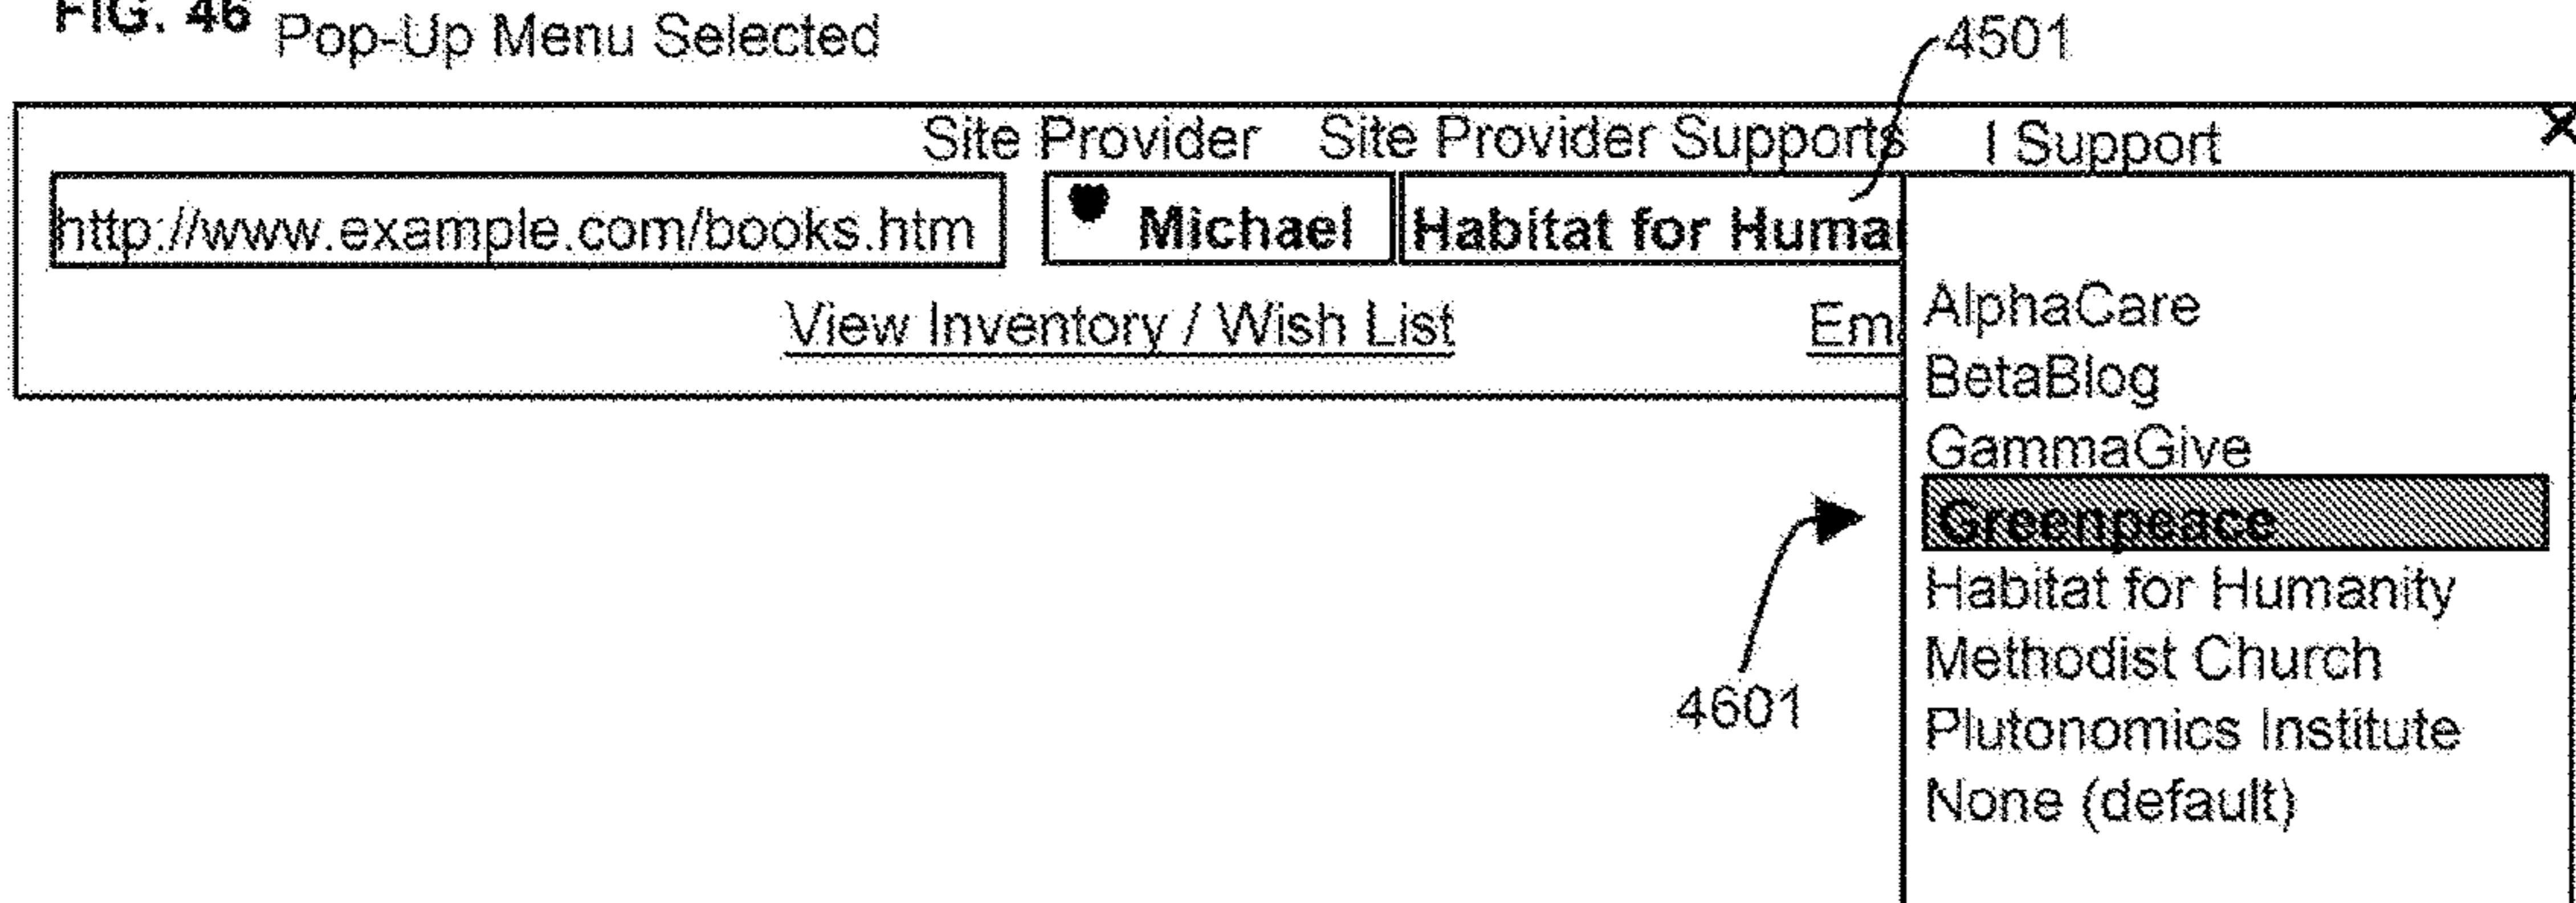 FIG. 46 Pop-Up Menu Selected
4501
Site Provider Site Provider Supports I Support X
http://www.example.com/books.htm Michael Habitat for Humar
View Inventory / Wish List Em
AlphaCare
BetaBlog
GammaGive
Greenpeace
Habitat for Humanity
Methodist Church
4601
Plutonomics Institute
None (default)